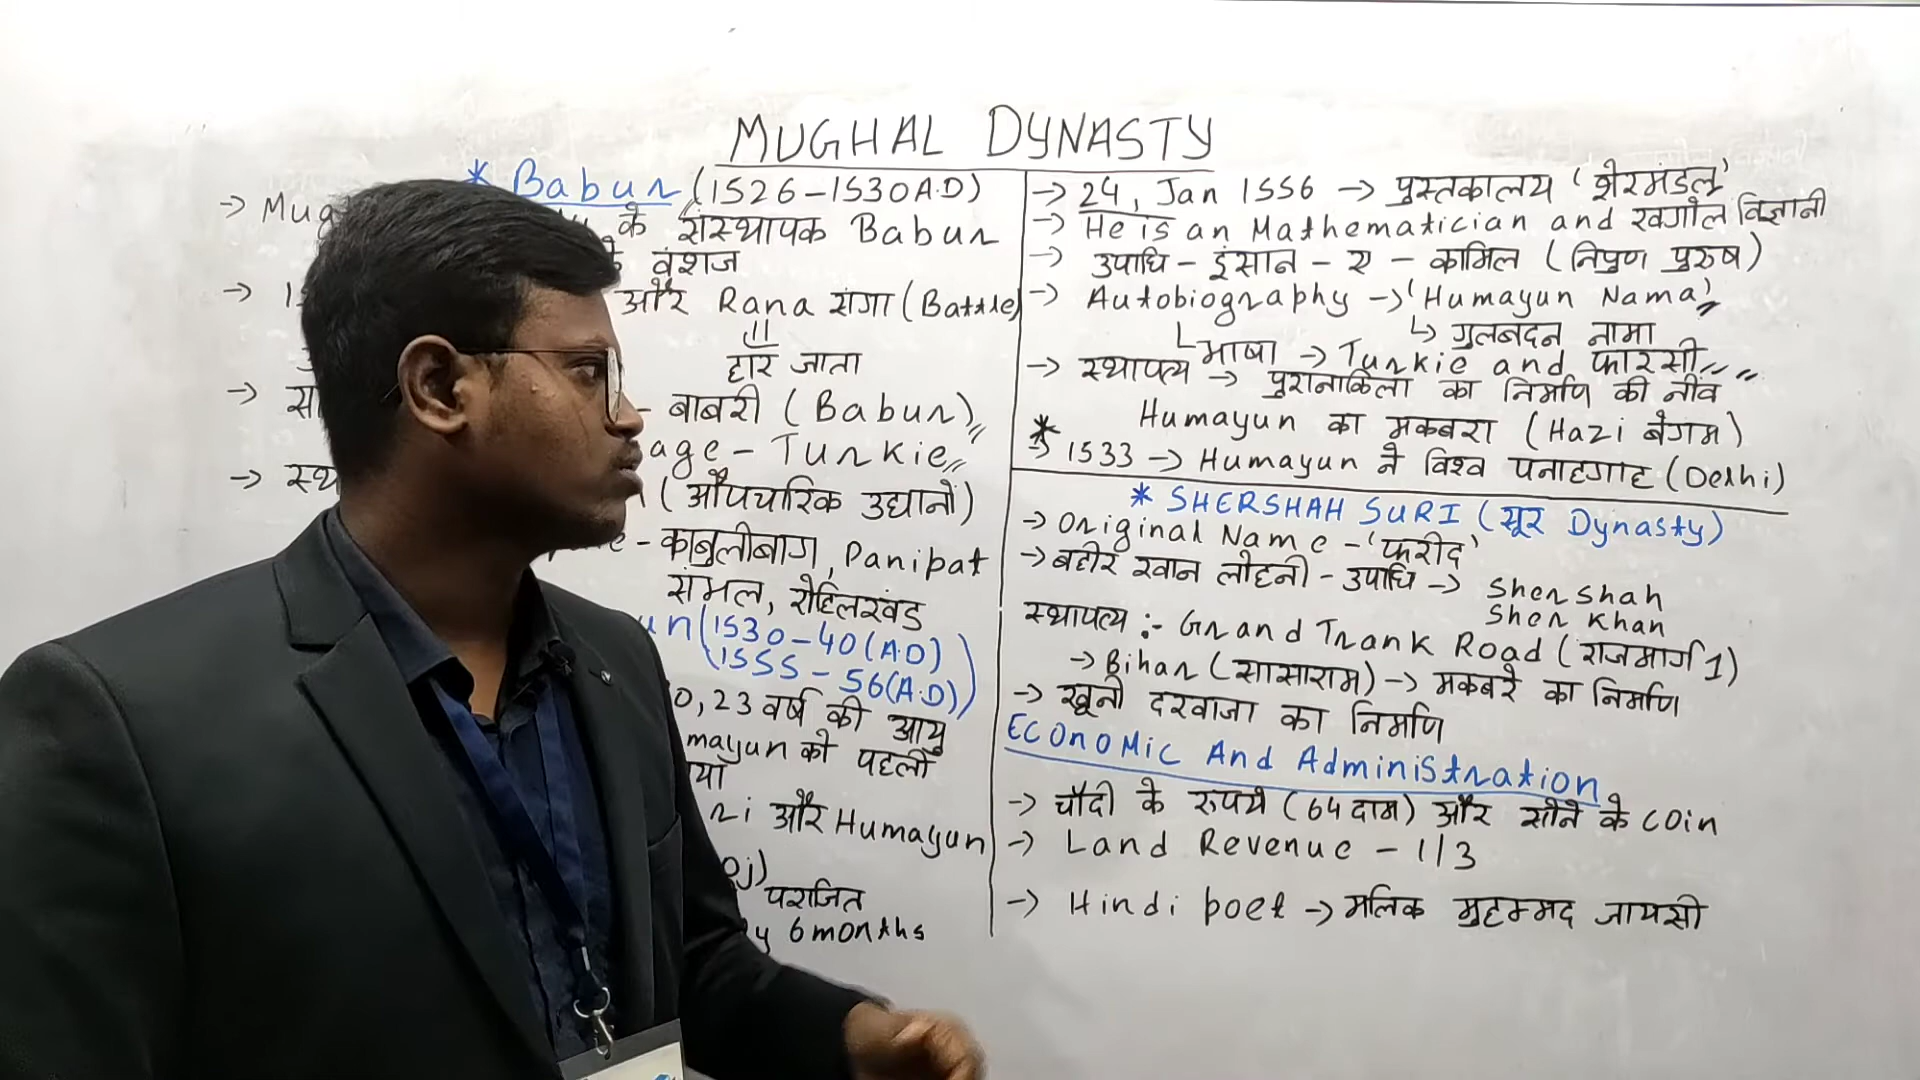 MUGHAL DYNASTY
* Babur (1526-1530A.D)
→ Mug के संस्थापक Babur
के वंशज
→ 1 और Rana सांगा (Battle)
हार जाता
→ सा - बाबरी (Babur)
age - Turkie
→ स्थ (औपचारिक उद्यानों)
- काबुलीबाग, Panipat
संभल, रोहिलखंड
un (1530-40(A.D)
(1555-56(A.D))
0, 23 वर्ष की आयु
mayun को पहली
ri और Humayun
oj)
पराजित
y 6 months
→ 24, Jan 1556 → पुस्तकालय 'शेरमंडल'
→ He is an Mathematician and खगोल विज्ञानी
→ उपाधि - इंसान - ए - कामिल (निपुण पुरुष)
→ Autobiography → 'Humayun Nama'
↳ गुलबदन नामा
↳ भाषा → Turkie and फारसी
→ स्थापत्य → पुरानाकिला का निर्माण की नींव
Humayun का मकबरा (Hazi बेगम)
*
→ 1533 → Humayun ने विश्व पनाहगाह (Delhi)
* SHERSHAH SURI (सूर Dynasty)
→ Original Name - 'फरीद'
→ बहार खान लोहनी - उपाधि → Shershah
Sher Khan
स्थापत्य :- Grand Trank Road (राजमार्ग 1)
→ Bihar (सासाराम) → मकबरे का निर्माण
→ खूनी दरवाजा का निर्माण
ECOnOMic And AdminiStration
→ चाँदी के रुपये (64 दाम) और सोने के coin
→ Land Revenue - 1/3
→ Hindi poet → मलिक मुहम्मद जायसी